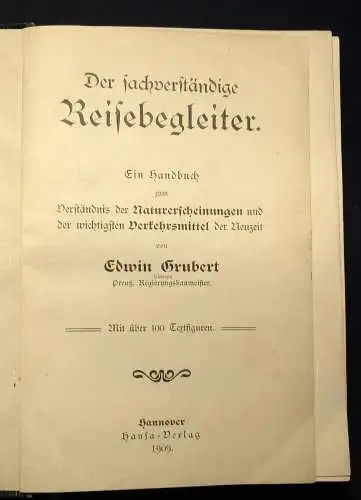 Der sachverständige
Reisebegleiter.
Ein Handbuch
zum
Verständnis der Naturerscheinungen und
der wichtigsten Verkehrsmittel der Neuzeit
von
Edwin Grubert
Preuß. Regierungsbaumeister.
Mit über 100 Textfiguren.
Hannover
Hansa-Verlag
1909.